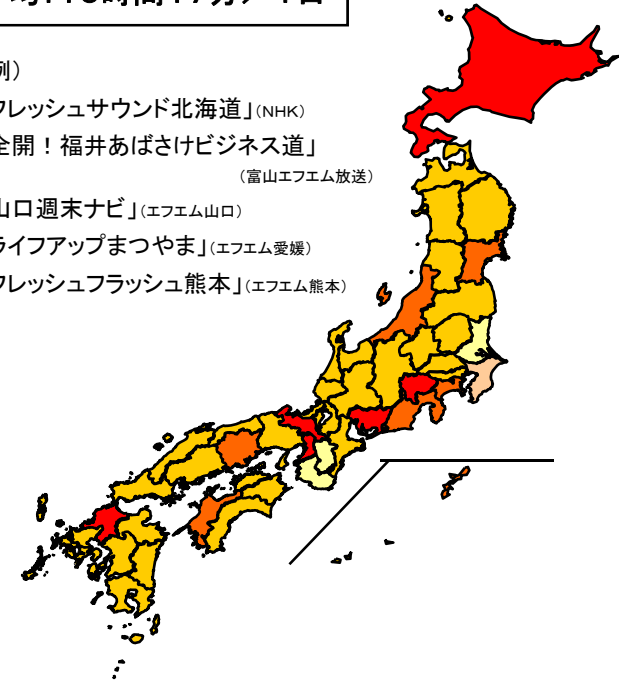 例）
フレッシュサウンド北海道」（NHK）
全開！福井あばさけビジネス道」
（富山エフエム放送）
山口週末ナビ」（エフエム山口）
ライフアップまつやま」（エフエム愛媛）
フレッシュフラッシュ熊本」（エフエム熊本）